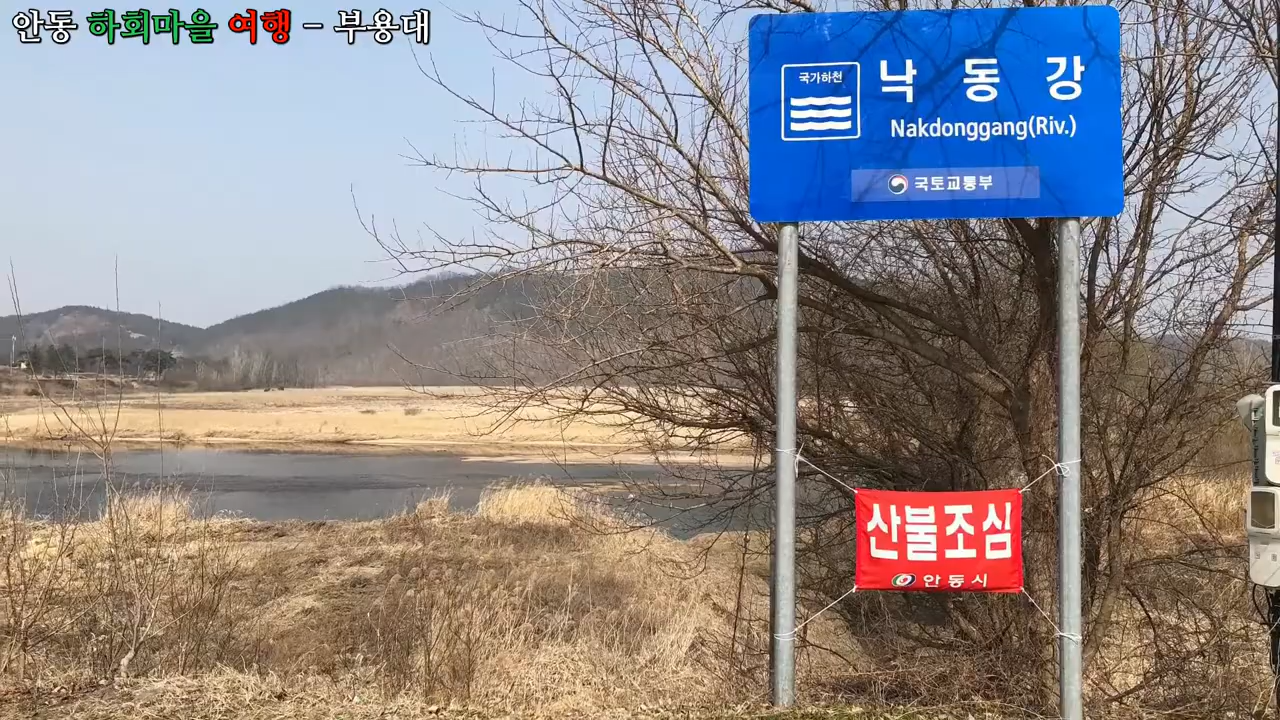 안동 하회마을 여행 - 부용대
국가하천
낙동강
Nakdonggang(Riv.)
국토교통부
산불조심
안동시